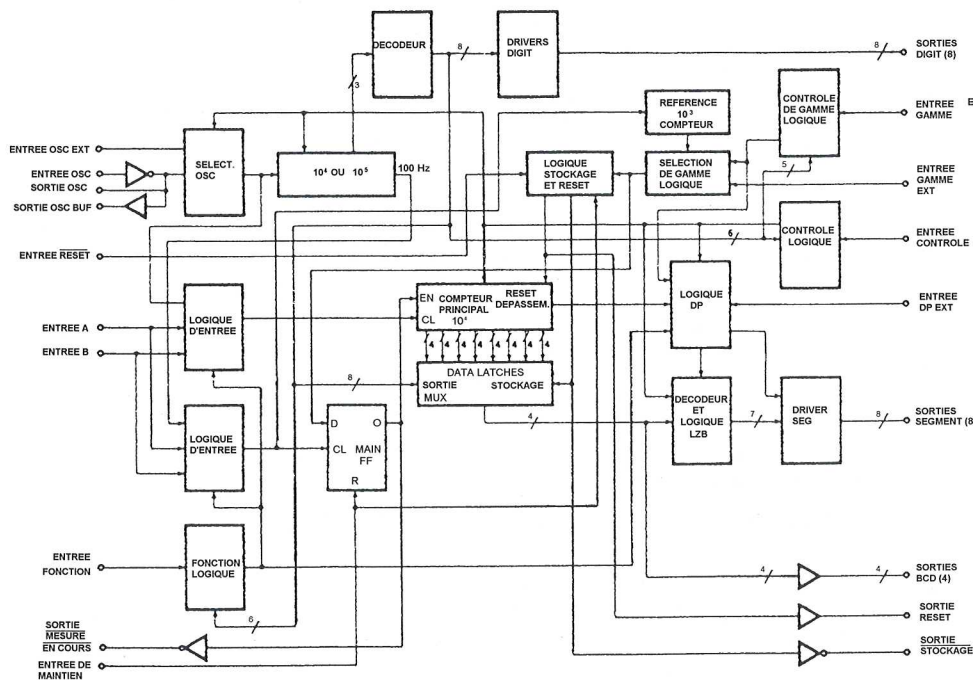 DECODEUR
8
DRIVERS
DIGIT
8
SORTIES
DIGIT (8)
3
REFERENCE
10³
COMPTEUR
CONTROLE
DE GAMME
LOGIQUE
ENTREE
GAMME
E
ENTREE OSC EXT
ENTREE OSC
SORTIE OSC
SORTIE OSC BUF
SELECT.
OSC
10⁴ OU 10⁵
100 Hz
LOGIQUE
STOCKAGE
ET RESET
SELECTION
DE GAMME
LOGIQUE
5
ENTREE
GAMME
EXT
ENTREE RESET
6
CONTROLE
LOGIQUE
ENTREE
CONTROLE
ENTREE A
ENTREE B
LOGIQUE
D'ENTREE
EN
CL
COMPTEUR
PRINCIPAL
RESET
DEPASSEM.
4 4 4 4 4 4 4 4
LOGIQUE
DP
ENTREE
DP EXT
8
DATA LATCHES
SORTIE
MUX
STOCKAGE
4
LOGIQUE
D'ENTREE
D
O
CL
MAIN
FF
R
DECODEUR
ET
LOGIQUE
LZB
7
DRIVER
SEG
8
SORTIES
SEGMENT (8
ENTREE
FONCTION
FONCTION
LOGIQUE
6
4
4
SORTIES
BCD (4)
SORTIE
RESET
SORTIE
STOCKAGE
SORTIE
MESURE
EN COURS
ENTREE DE
MAINTIEN